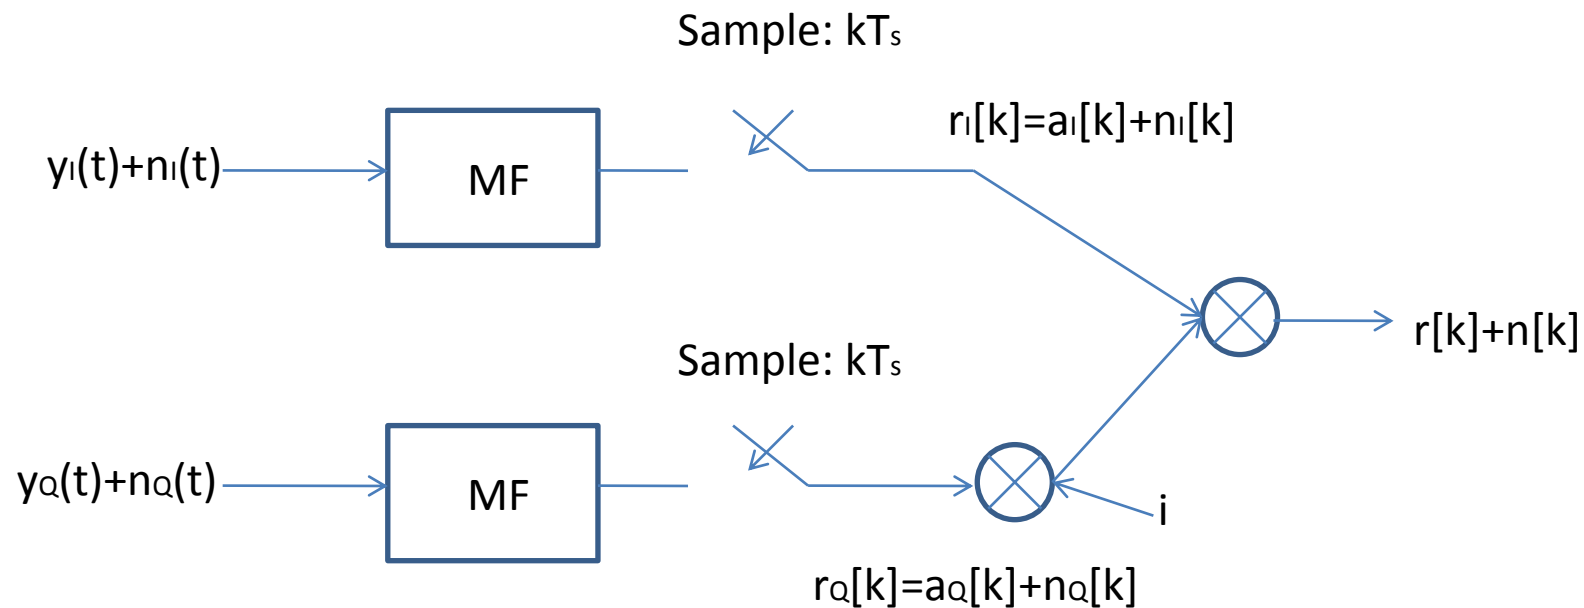 Sample: kTs
rI[k]=aI[k]+nI[k]
yI(t)+nI(t)
MF
r[k]+n[k]
Sample: kTs
yQ(t)+nQ(t)
MF
i
rQ[k]=aQ[k]+nQ[k]